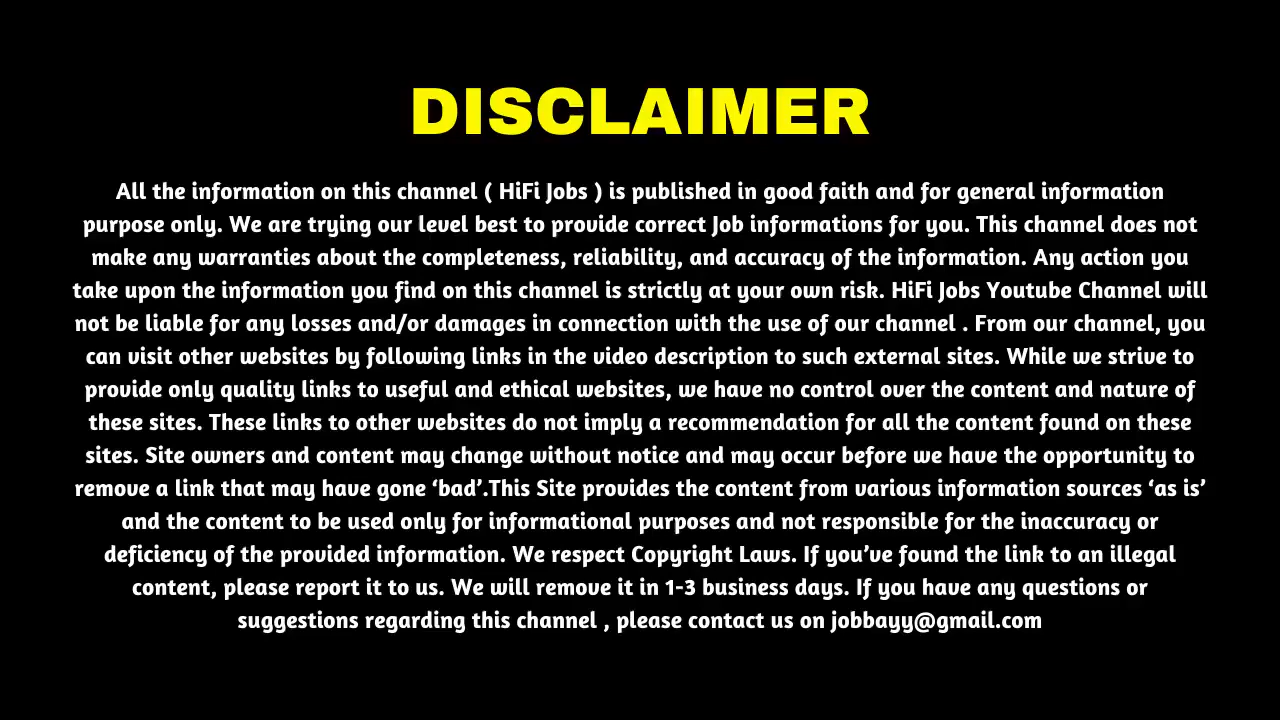 DISCLAIMER
All the information on this channel ( HiFi Jobs ) is published in good faith and for general information
purpose only. We are trying our level best to provide correct Job informations for you. This channel does not
make any warranties about the completeness, reliability, and accuracy of the information. Any action you
take upon the information you find on this channel is strictly at your own risk. HiFi Jobs Youtube Channel will
not be liable for any losses and/or damages in connection with the use of our channel . From our channel, you
can visit other websites by following links in the video description to such external sites. While we strive to
provide only quality links to useful and ethical websites, we have no control over the content and nature of
these sites. These links to other websites do not imply a recommendation for all the content found on these
sites. Site owners and content may change without notice and may occur before we have the opportunity to
remove a link that may have gone ‘bad’.This Site provides the content from various information sources ‘as is’
and the content to be used only for informational purposes and not responsible for the inaccuracy or
deficiency of the provided information. We respect Copyright Laws. If you’ve found the link to an illegal
content, please report it to us. We will remove it in 1-3 business days. If you have any questions or
suggestions regarding this channel , please contact us on jobbayy@gmail.com